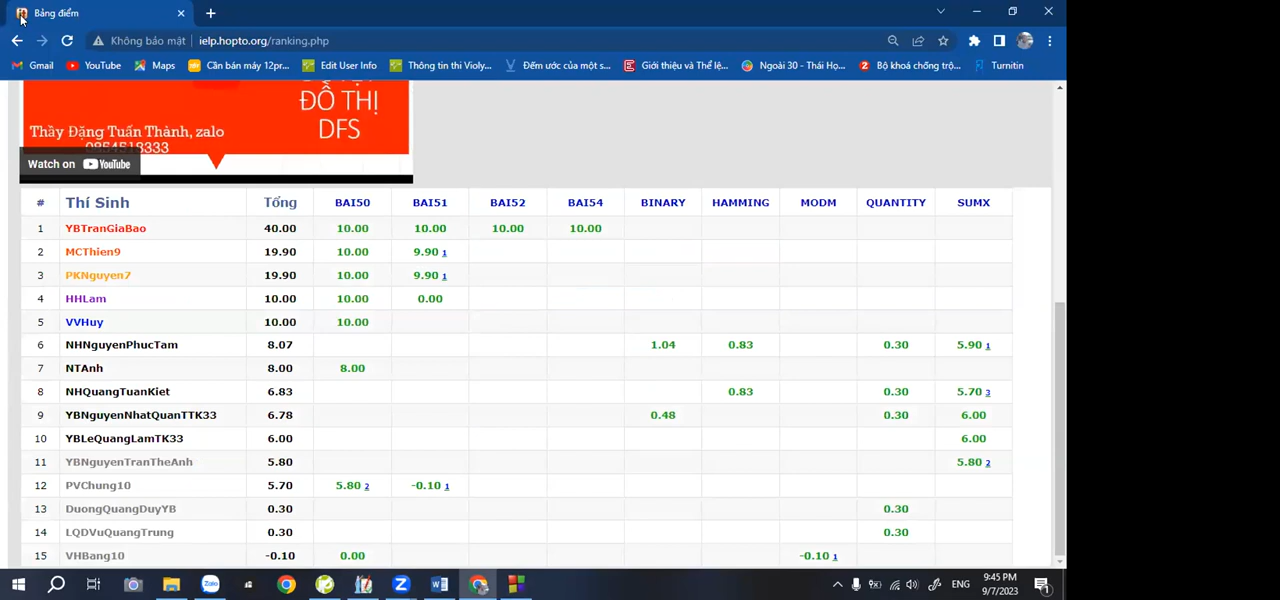 Bảng điểm
Không bảo mật ielp.hopto.org/ranking.php
Gmail YouTube Maps Căn bán máy 12pr... Edit User Info Thông tin thi Violy... Đếm ước của một s... Giới thiệu và Thể lệ... Ngoài 30 - Thái Họ... Bộ khoá chống trộ... Turnitin
ĐỒ THỊ
DFS
Thầy Đặng Tuấn Thành, zalo
0854518333
Watch on YouTube
# Thí Sinh Tổng BAI50 BAI51 BAI52 BAI54 BINARY HAMMING MODM QUANTITY SUMX
1 YBTranGiaBao 40.00 10.00 10.00 10.00 10.00
2 MCThien9 19.90 10.00 9.90 1
3 PKNguyen7 19.90 10.00 9.90 1
4 HHLam 10.00 10.00 0.00
5 VVHuy 10.00 10.00
6 NHNguyenPhucTam 8.07 1.04 0.83 0.30 5.90 1
7 NTAnh 8.00 8.00
8 NHQuangTuanKiet 6.83 0.83 0.30 5.70 3
9 YBNguyenNhatQuanTTK33 6.78 0.48 0.30 6.00
10 YBLeQuangLamTK33 6.00 6.00
11 YBNguyenTranTheAnh 5.80 5.80 2
12 PVChung10 5.70 5.80 2 -0.10 1
13 DuongQuangDuyYB 0.30 0.30
14 LQDVuQuangTrung 0.30 0.30
15 VHBang10 -0.10 0.00 -0.10 1
ENG
9:45 PM
9/7/2023